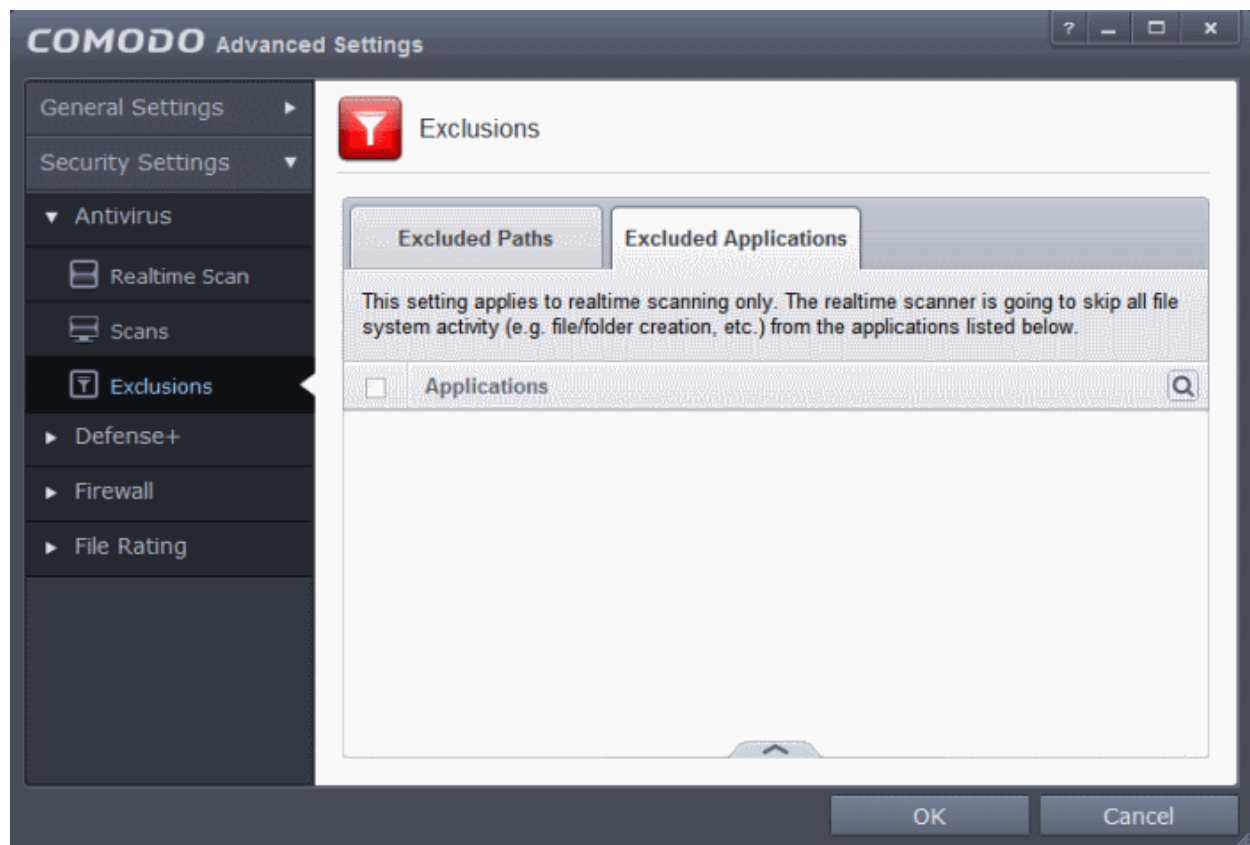 COMODO Advanced Settings
?
General Settings
Security Settings
Antivirus
Realtime Scan
Scans
Exclusions
Defense+
Firewall
File Rating
Exclusions
Excluded Paths
Excluded Applications
This setting applies to realtime scanning only. The realtime scanner is going to skip all file
system activity (e.g. file/folder creation, etc.) from the applications listed below.
Applications
OK
Cancel